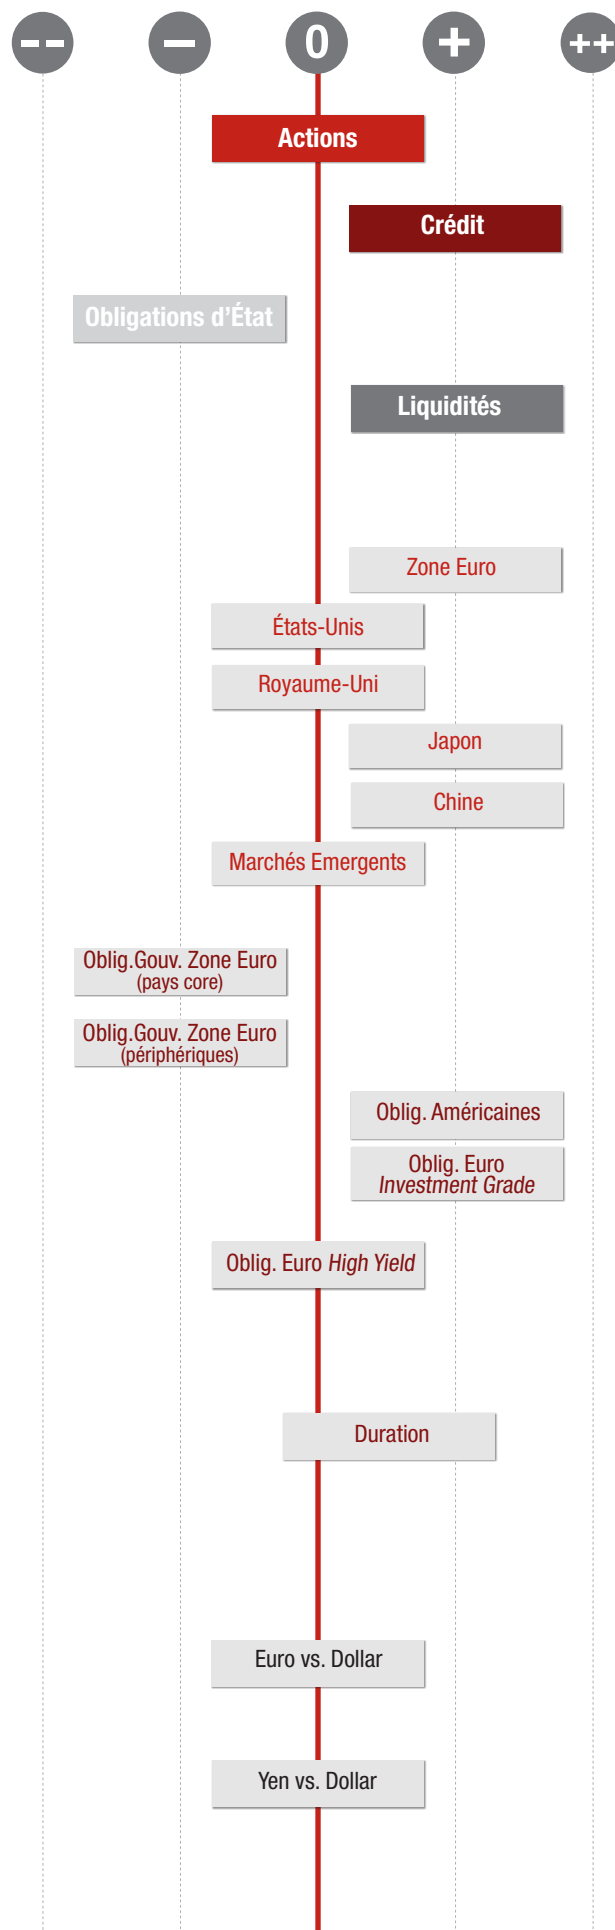 -- - 0 + ++
Actions
Crédit
Obligations d'État
Liquidités
Zone Euro
États-Unis
Royaume-Uni
Japon
Chine
Marchés Emergents
Oblig.Gouv. Zone Euro
(pays core)
Oblig.Gouv. Zone Euro
(périphériques)
Oblig. Américaines
Oblig. Euro
Investment Grade
Oblig. Euro High Yield
Duration
Euro vs. Dollar
Yen vs. Dollar